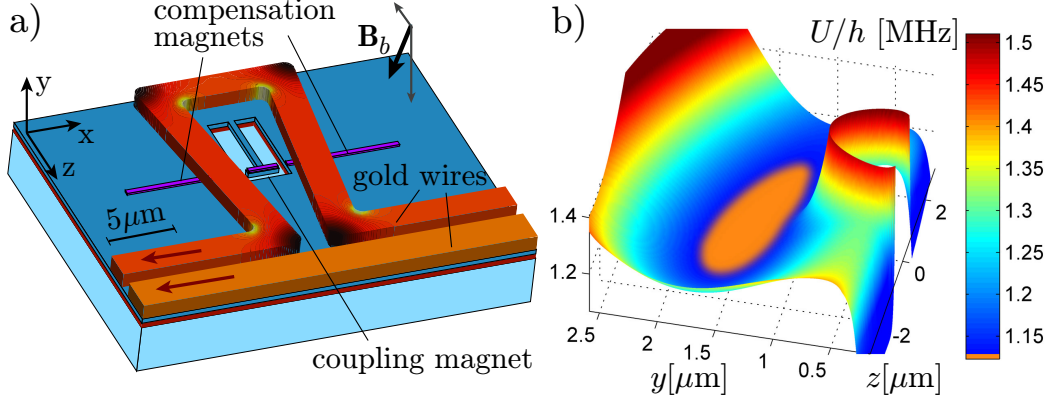 a)
compensation
magnets
B_b
y
x
z
gold wires
5μm
coupling magnet
b)
U/h [MHz]
1.5
1.45
1.4
1.35
1.3
1.25
1.2
1.15
1.4
1.2
2.5
2
1.5
1
0.5
y[μm]
2
0
-2
z[μm]